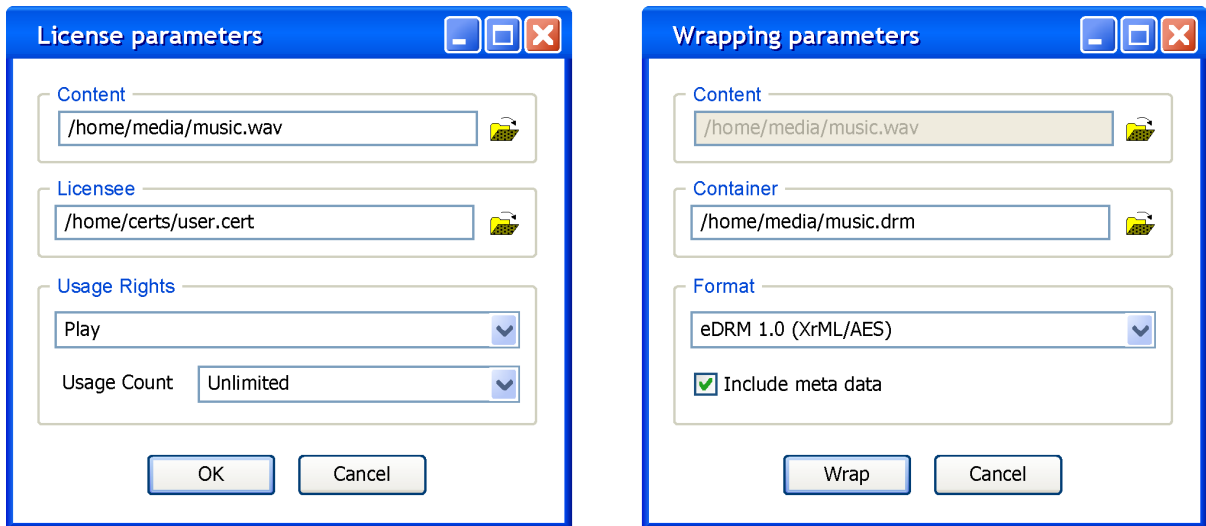 License parameters
Content
/home/media/music.wav
Licensee
/home/certs/user.cert
Usage Rights
Play
Usage Count Unlimited
OK Cancel
Wrapping parameters
Content
/home/media/music.wav
Container
/home/media/music.drm
Format
eDRM 1.0 (XrML/AES)
Include meta data
Wrap Cancel